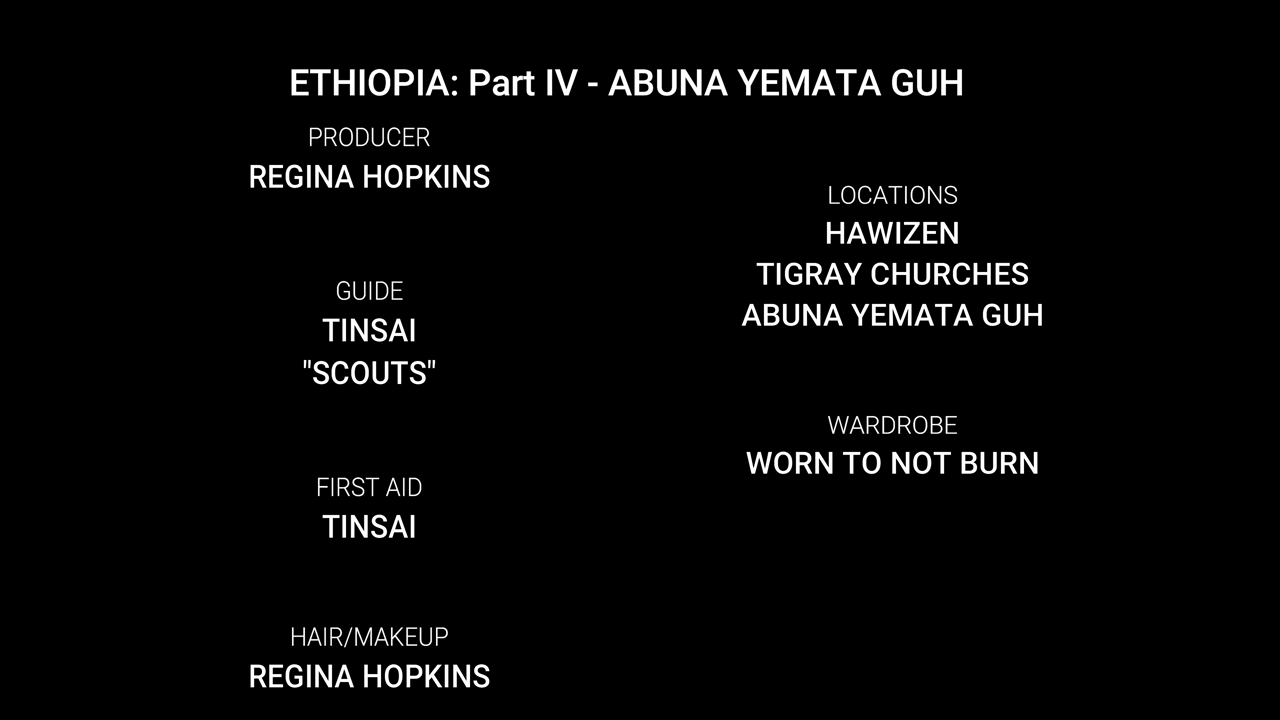 ETHIOPIA: Part IV - ABUNA YEMATA GUH
PRODUCER
REGINA HOPKINS
GUIDE
TINSAI
"SCOUTS"
FIRST AID
TINSAI
HAIR/MAKEUP
REGINA HOPKINS
LOCATIONS
HAWIZEN
TIGRAY CHURCHES
ABUNA YEMATA GUH
WARDROBE
WORN TO NOT BURN